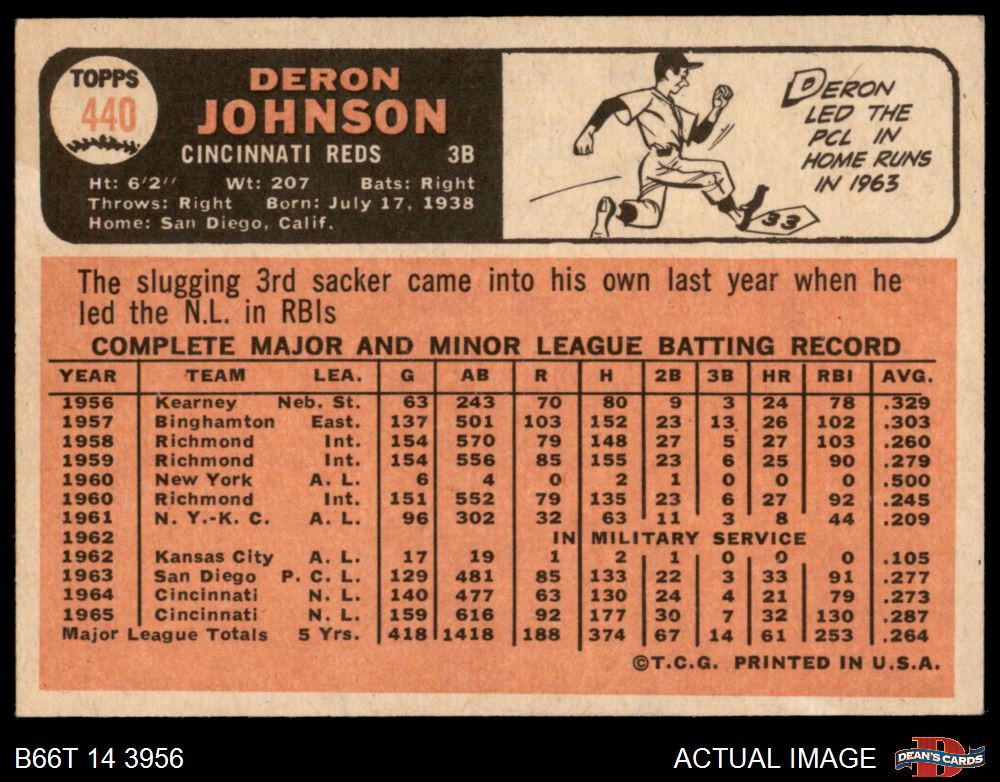 TOPPS
440
DERON
JOHNSON
CINCINNATI REDS 3B
Ht: 6'2'' Wt: 207 Bats: Right
Throws: Right Born: July 17, 1938
Home: San Diego, Calif.
DERON
LED THE
PCL IN
HOME RUNS
IN 1963
33
The slugging 3rd sacker came into his own last year when he
led the N.L. in RBIs
COMPLETE MAJOR AND MINOR LEAGUE BATTING RECORD
YEAR TEAM LEA. G AB R H 2B 3B HR RBI AVG.
1956 Kearney Neb. St. 63 243 70 80 9 3 24 78 .329
1957 Binghamton East. 137 501 103 152 23 13 26 102 .303
1958 Richmond Int. 154 570 79 148 27 5 27 103 .260
1959 Richmond Int. 154 556 85 155 23 6 25 90 .279
1960 New York A. L. 6 4 0 2 1 0 0 0 .500
1960 Richmond Int. 151 552 79 135 23 6 27 92 .245
1961 N. Y.-K. C. A. L. 96 302 32 63 11 3 8 44 .209
1962 IN MILITARY SERVICE
1962 Kansas City A. L. 17 19 1 2 1 0 0 0 .105
1963 San Diego P. C. L. 129 481 85 133 22 3 33 91 .277
1964 Cincinnati N. L. 140 477 63 130 24 4 21 79 .273
1965 Cincinnati N. L. 159 616 92 177 30 7 32 130 .287
Major League Totals 5 Yrs. 418 1418 188 374 67 14 61 253 .264
©T.C.G. PRINTED IN U.S.A.
B66T 14 3956
ACTUAL IMAGE
D
DEAN'S CARDS